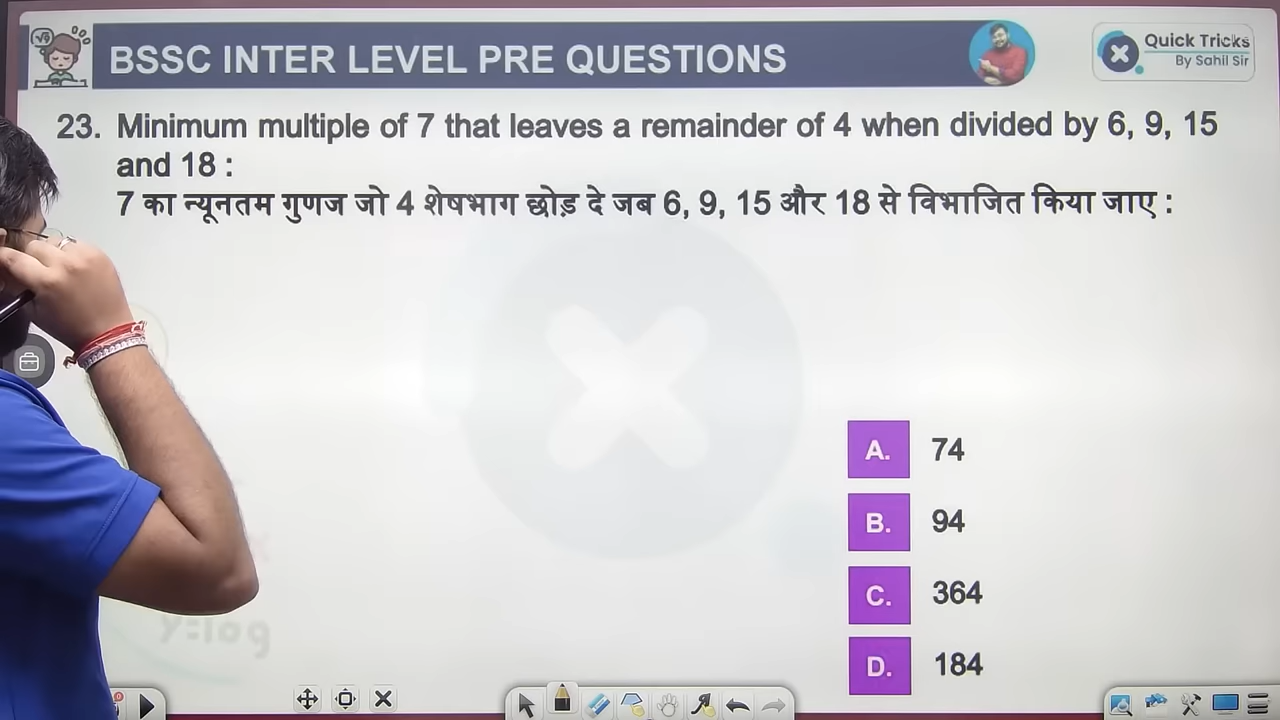 BSSC INTER LEVEL PRE QUESTIONS
Quick Tricks
By Sahil Sir
23. Minimum multiple of 7 that leaves a remainder of 4 when divided by 6, 9, 15
and 18 :
7 का न्यूनतम गुणज जो 4 शेषभाग छोड़ दे जब 6, 9, 15 और 18 से विभाजित किया जाए :
A. 74
B. 94
C. 364
D. 184
y=log